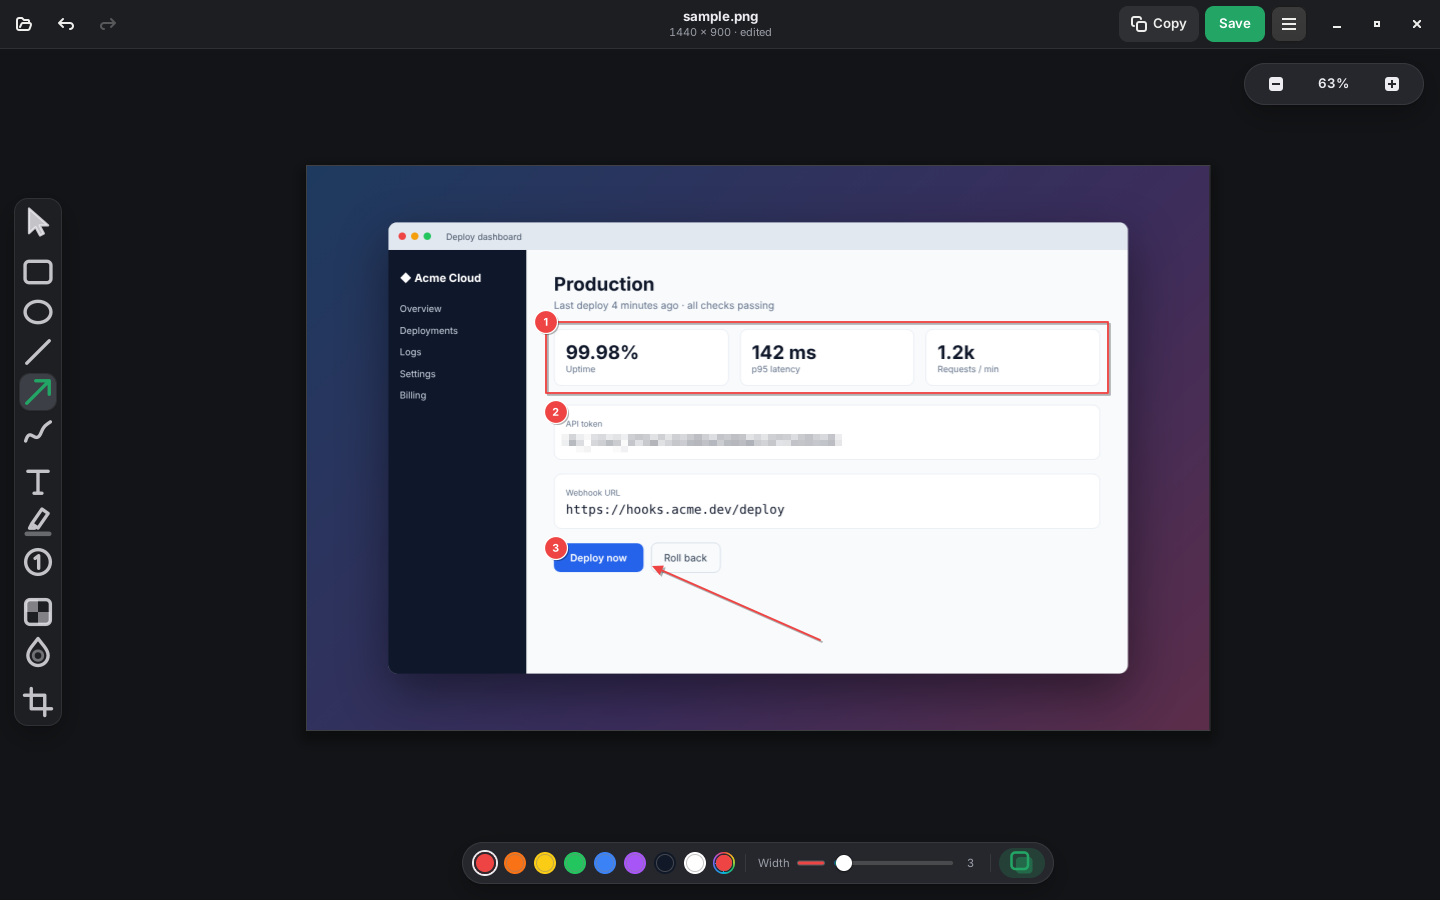 sample.png
1440 × 900 · edited
Copy
Save
63%
Deploy dashboard
Acme Cloud
Overview
Deployments
Logs
Settings
Billing
Production
Last deploy 4 minutes ago · all checks passing
1
99.98%
Uptime
142 ms
p95 latency
1.2k
Requests / min
2
API token
Webhook URL
https://hooks.acme.dev/deploy
3
Deploy now
Roll back
T
1
Width
3